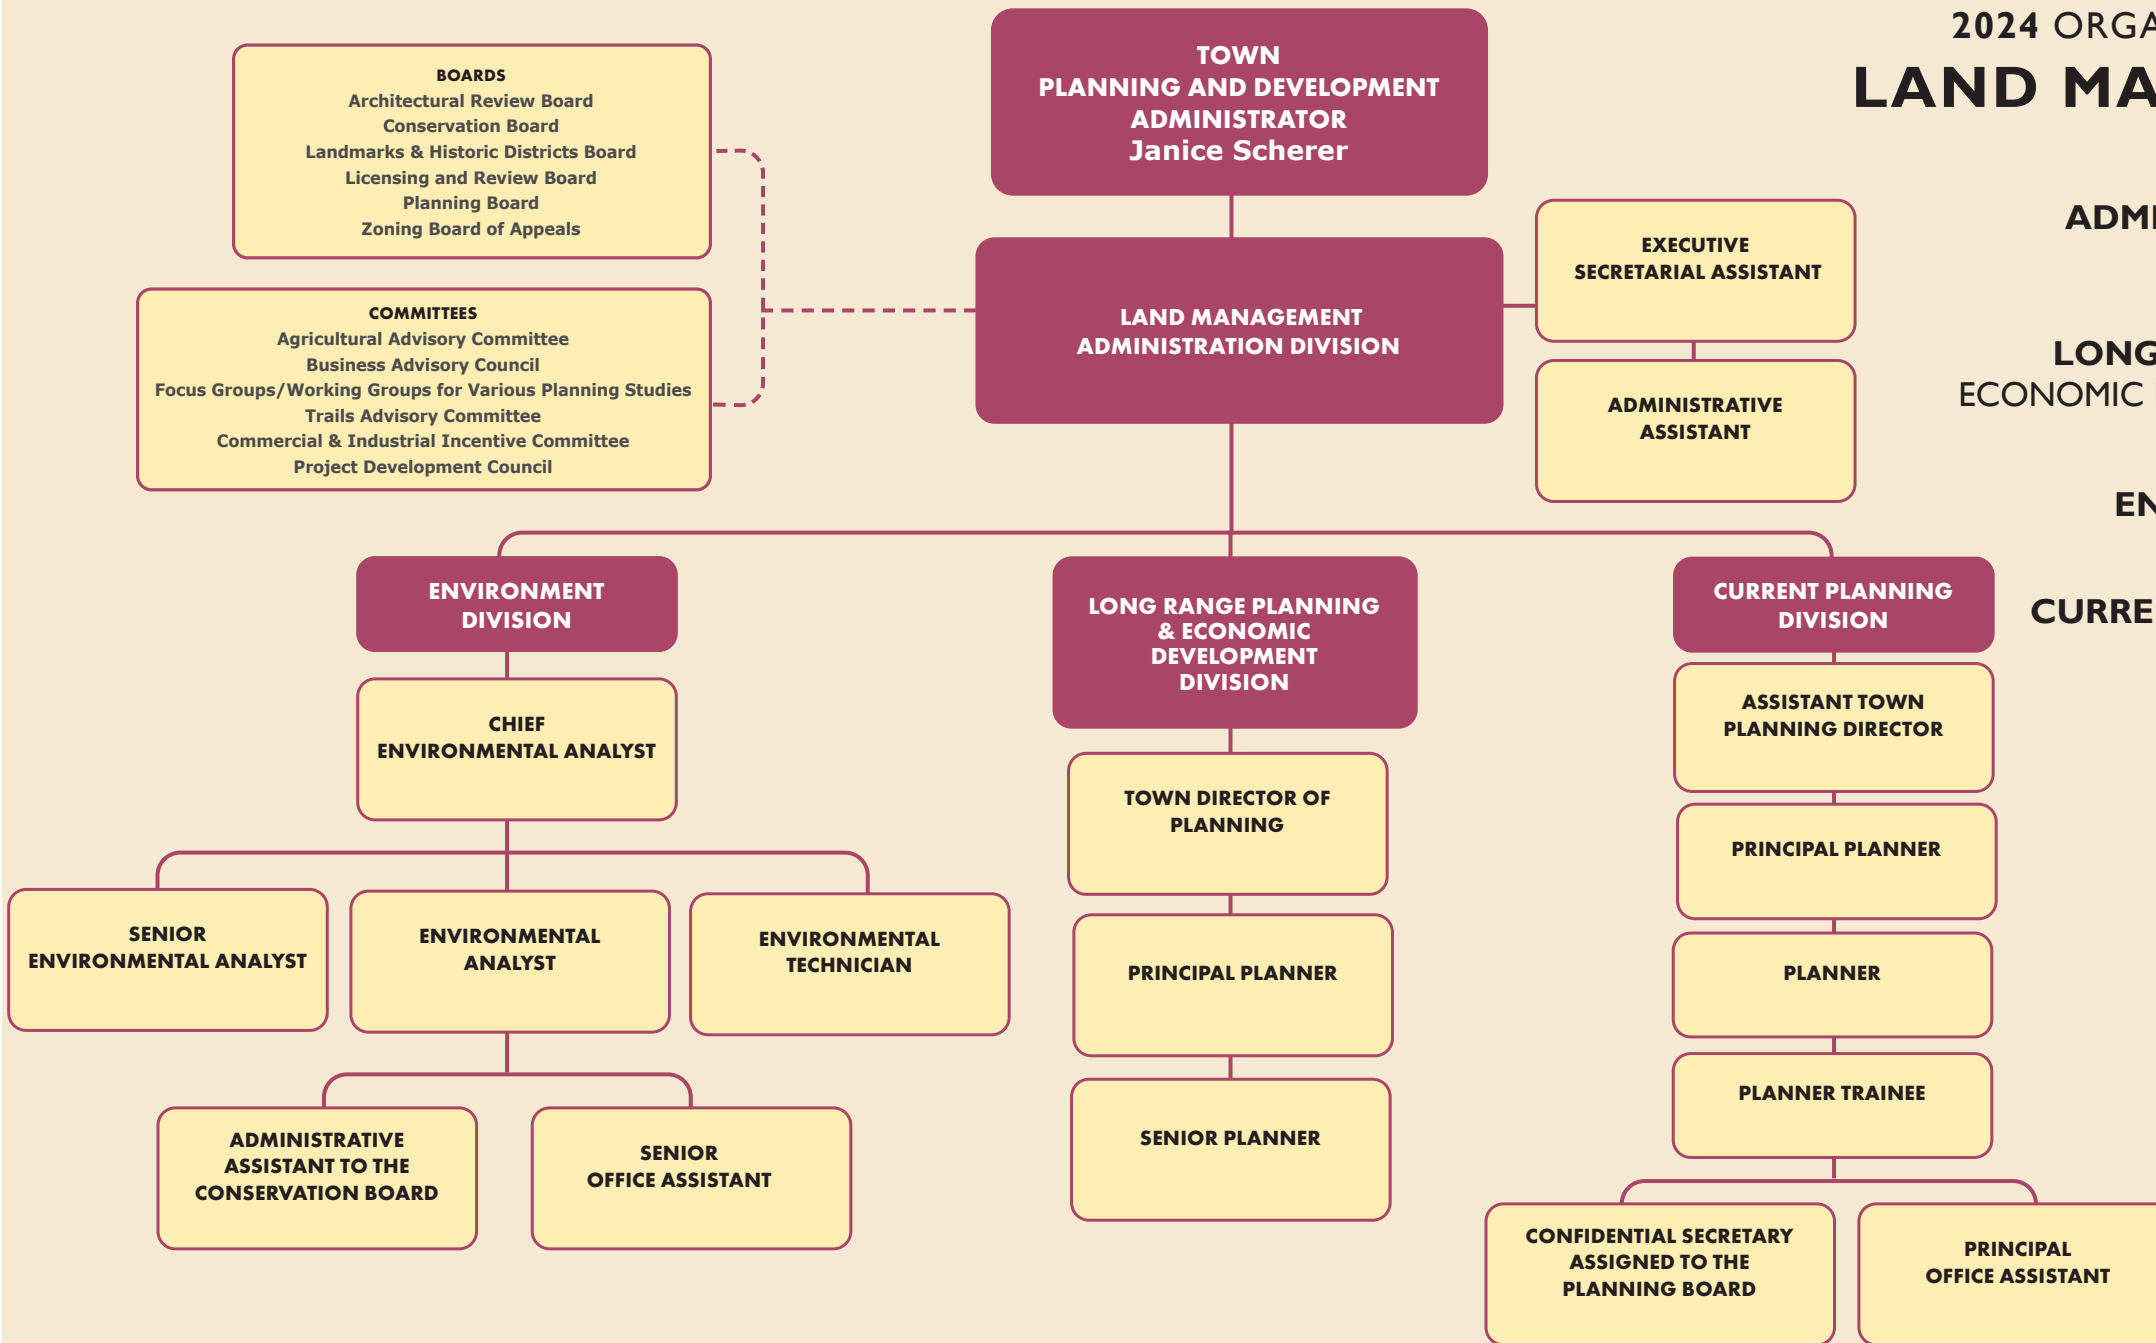 2024 ORGA
LAND MA
ADMI
LONG
ECONOMIC
EN
CURRE
TOWN
PLANNING AND DEVELOPMENT
ADMINISTRATOR
Janice Scherer
BOARDS
Architectural Review Board
Conservation Board
Landmarks & Historic Districts Board
Licensing and Review Board
Planning Board
Zoning Board of Appeals
COMMITTEES
Agricultural Advisory Committee
Business Advisory Council
Focus Groups/Working Groups for Various Planning Studies
Trails Advisory Committee
Commercial & Industrial Incentive Committee
Project Development Council
LAND MANAGEMENT
ADMINISTRATION DIVISION
EXECUTIVE
SECRETARIAL ASSISTANT
ADMINISTRATIVE
ASSISTANT
ENVIRONMENT
DIVISION
CHIEF
ENVIRONMENTAL ANALYST
SENIOR
ENVIRONMENTAL ANALYST
ENVIRONMENTAL
ANALYST
ENVIRONMENTAL
TECHNICIAN
ADMINISTRATIVE
ASSISTANT TO THE
CONSERVATION BOARD
SENIOR
OFFICE ASSISTANT
LONG RANGE PLANNING
& ECONOMIC
DEVELOPMENT
DIVISION
TOWN DIRECTOR OF
PLANNING
PRINCIPAL PLANNER
SENIOR PLANNER
CURRENT PLANNING
DIVISION
ASSISTANT TOWN
PLANNING DIRECTOR
PRINCIPAL PLANNER
PLANNER
PLANNER TRAINEE
CONFIDENTIAL SECRETARY
ASSIGNED TO THE
PLANNING BOARD
PRINCIPAL
OFFICE ASSISTANT